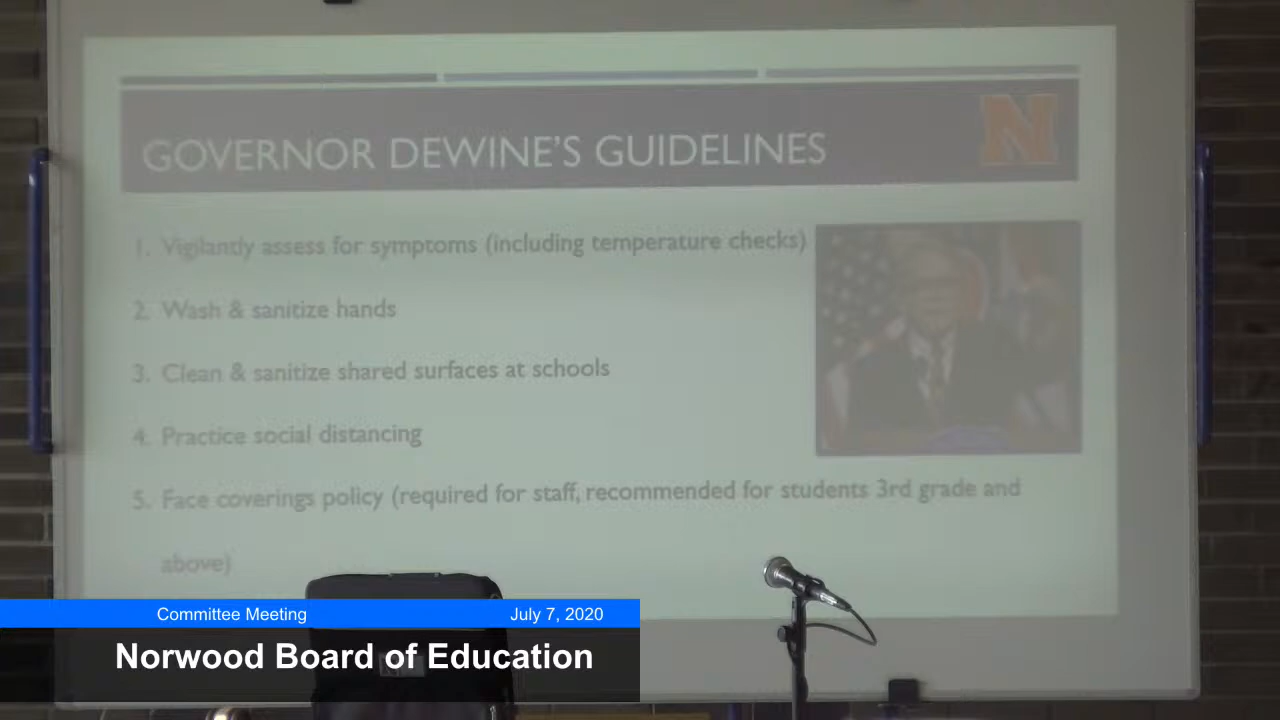 GOVERNOR DEWINE'S GUIDELINES
N
1. Vigilantly assess for symptoms (including temperature checks)
2. Wash & sanitize hands
3. Clean & sanitize shared surfaces at schools
4. Practice social distancing
5. Face coverings policy (required for staff, recommended for students 3rd grade and
above)
Committee Meeting July 7, 2020
Norwood Board of Education